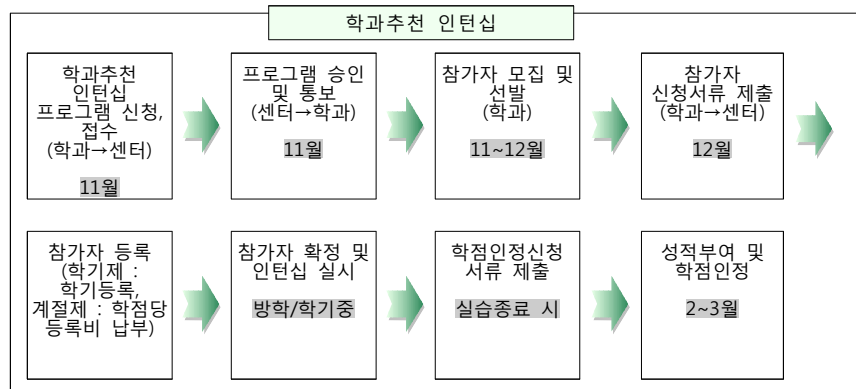 학과추천 인턴십
학과추천
인턴십
프로그램 신청,
접수
(학과→센터)
11월
프로그램 승인
및 통보
(센터→학과)
11월
참가자 모집 및
선발
(학과)
11~12월
참가자
신청서류 제출
(학과→센터)
12월
참가자 등록
(학기제 :
학기등록,
계절제 : 학점당
등록비 납부)
참가자 확정 및
인턴십 실시
방학/학기중
학점인정신청
서류 제출
실습종료 시
성적부여 및
학점인정
2~3월